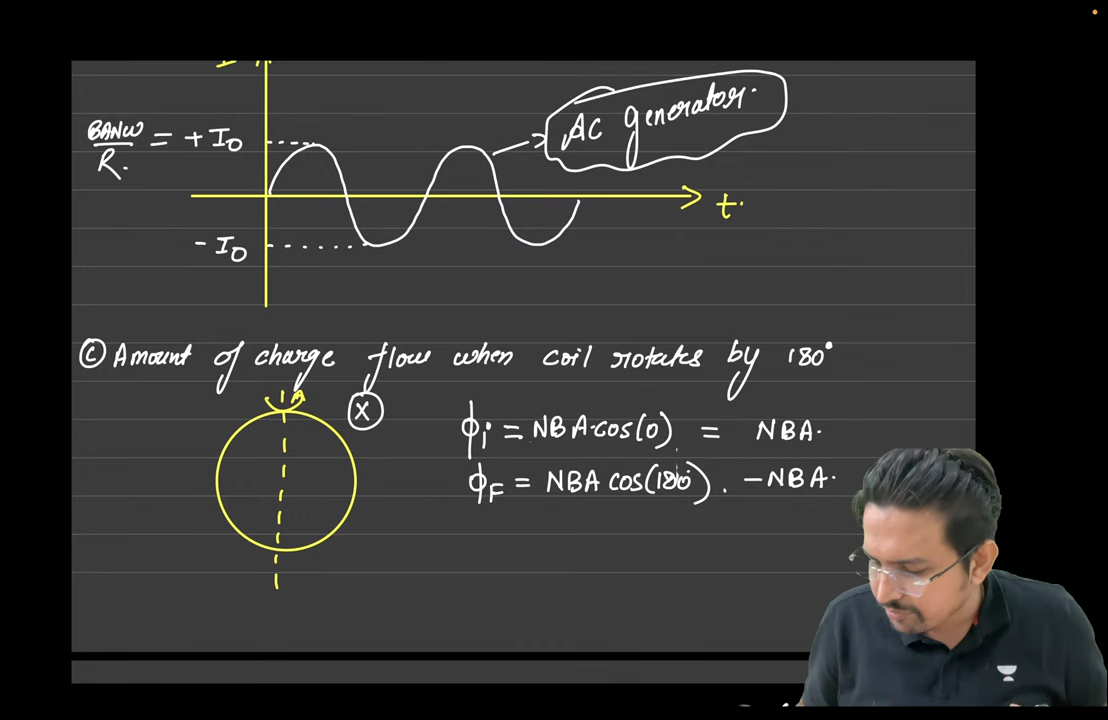 I
BANω/R. = + I0
AC generator.
t.
- I0
(C) Amount of charge flow when coil rotates by 180°
X
ϕi = NBA.cos(0) = NBA.
ϕF = NBA cos(180°). -NBA.